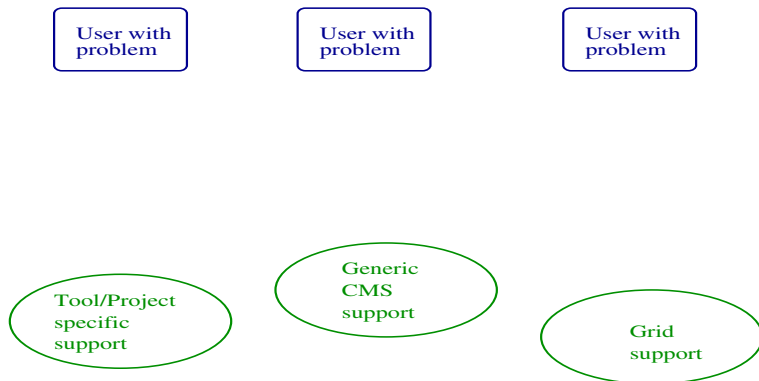 User with
problem
User with
problem
User with
problem
Tool/Project
specific
support
Generic
CMS
support
Grid
support